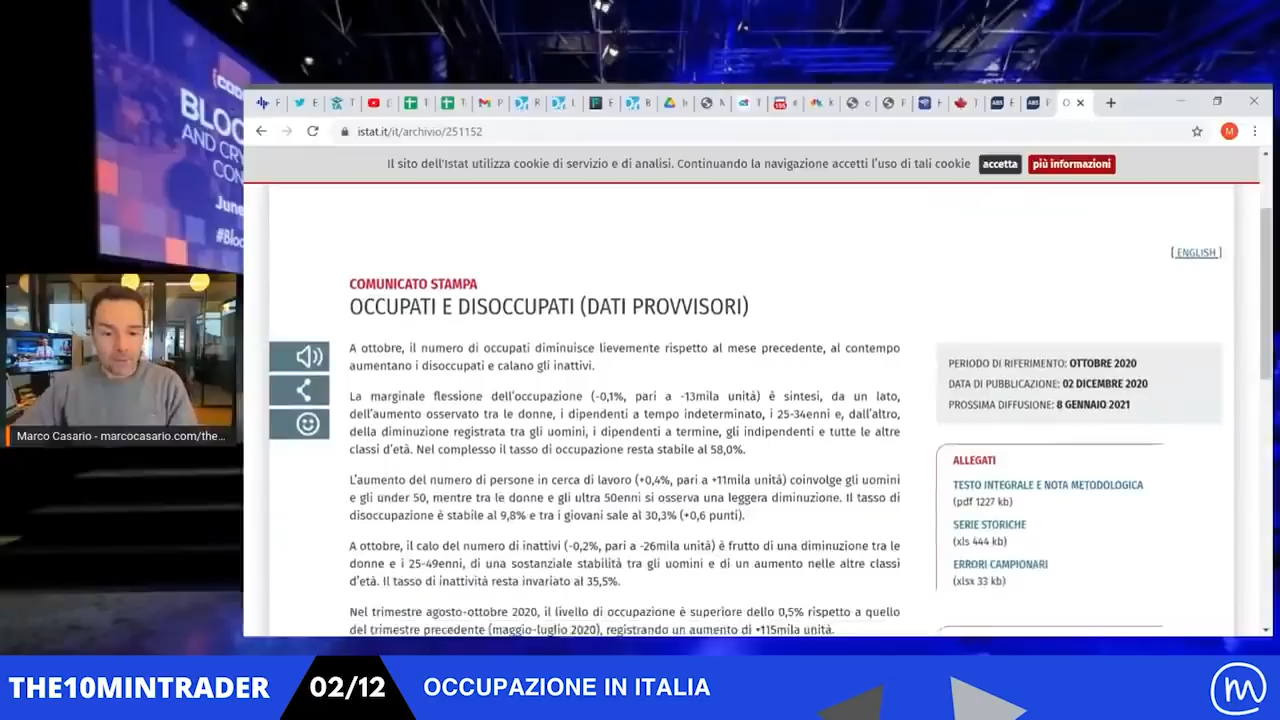 BLOC
AND CRY
CON
June
#Bloc
istat.it/it/archivio/251152
M
Il sito dell'Istat utilizza cookie di servizio e di analisi. Continuando la navigazione accetti l'uso di tali cookie
accetta
più informazioni
[ ENGLISH ]
COMUNICATO STAMPA
OCCUPATI E DISOCCUPATI (DATI PROVVISORI)
A ottobre, il numero di occupati diminuisce lievemente rispetto al mese precedente, al contempo
aumentano i disoccupati e calano gli inattivi.
La marginale flessione dell'occupazione (-0,1%, pari a -13mila unità) è sintesi, da un lato,
dell'aumento osservato tra le donne, i dipendenti a tempo indeterminato, i 25-34enni e, dall'altro,
della diminuzione registrata tra gli uomini, i dipendenti a termine, gli indipendenti e tutte le altre
classi d'età. Nel complesso il tasso di occupazione resta stabile al 58,0%.
L'aumento del numero di persone in cerca di lavoro (+0,4%, pari a +11mila unità) coinvolge gli uomini
e gli under 50, mentre tra le donne e gli ultra 50enni si osserva una leggera diminuzione. Il tasso di
disoccupazione è stabile al 9,8% e tra i giovani sale al 30,3% (+0,6 punti).
A ottobre, il calo del numero di inattivi (-0,2%, pari a -26mila unità) è frutto di una diminuzione tra le
donne e i 25-49enni, di una sostanziale stabilità tra gli uomini e di un aumento nelle altre classi
d'età. Il tasso di inattività resta invariato al 35,5%.
Nel trimestre agosto-ottobre 2020, il livello di occupazione è superiore dello 0,5% rispetto a quello
del trimestre precedente (maggio-luglio 2020), registrando un aumento di +115mila unità.
PERIODO DI RIFERIMENTO: OTTOBRE 2020
DATA DI PUBBLICAZIONE: 02 DICEMBRE 2020
PROSSIMA DIFFUSIONE: 8 GENNAIO 2021
ALLEGATI
TESTO INTEGRALE E NOTA METODOLOGICA
(pdf 1227 kb)
SERIE STORICHE
(xls 444 kb)
ERRORI CAMPIONARI
(xlsx 33 kb)
Marco Casario - marcocasario.com/the...
THE10MINTRADER
02/12
OCCUPAZIONE IN ITALIA
m